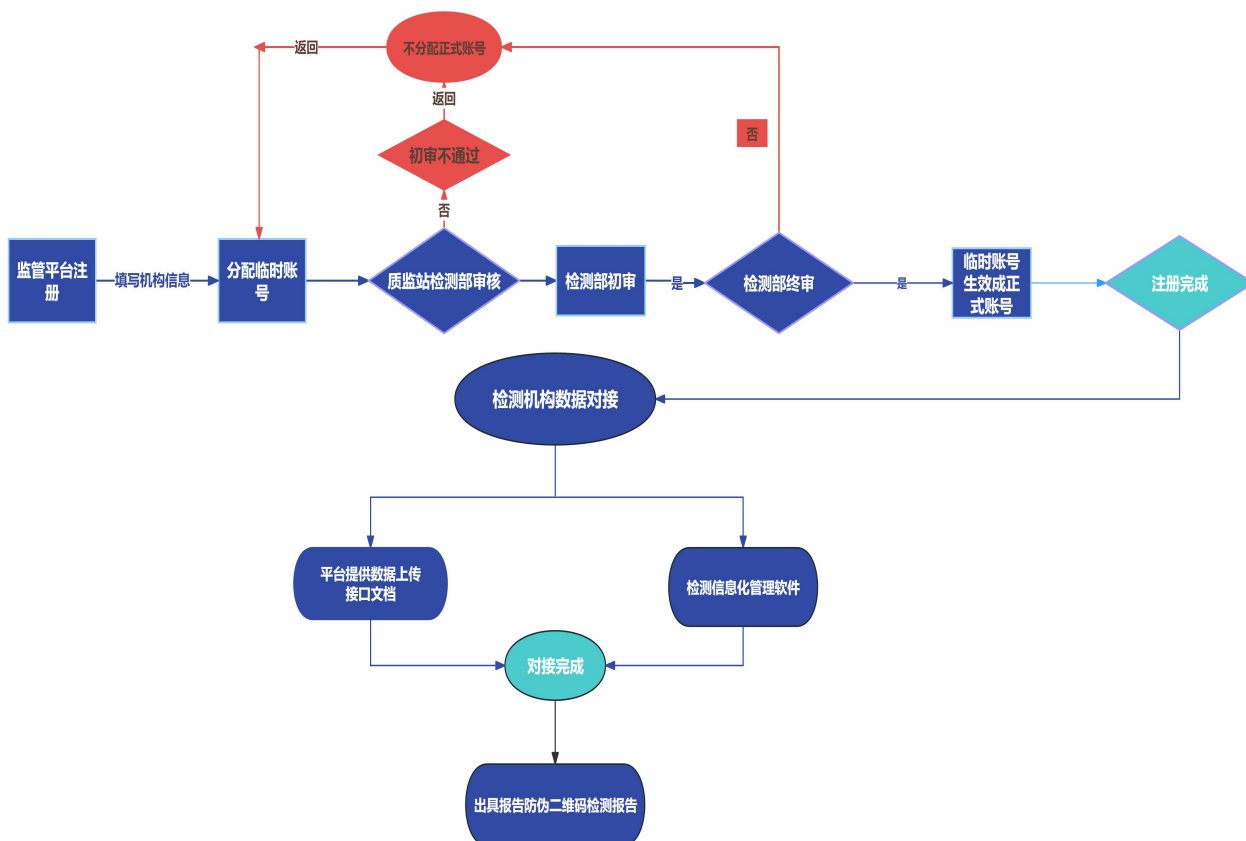 不分配正式账号
返回
返回
否
初审不通过
否
监管平台注
册
填写机构信息
分配临时账
号
质监站检测部审核
检测部初审
是
检测部终审
是
临时账号
生效成正
式账号
注册完成
检测机构数据对接
平台提供数据上传
接口文档
检测信息化管理软件
对接完成
出具报告防伪二维码检测报告